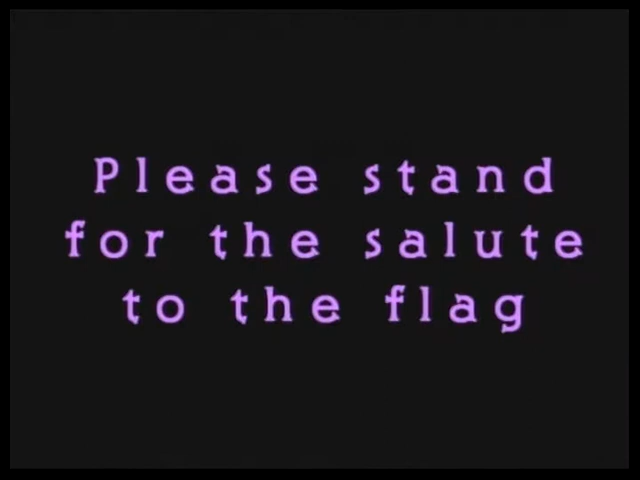 Please stand
for the salute
to the flag